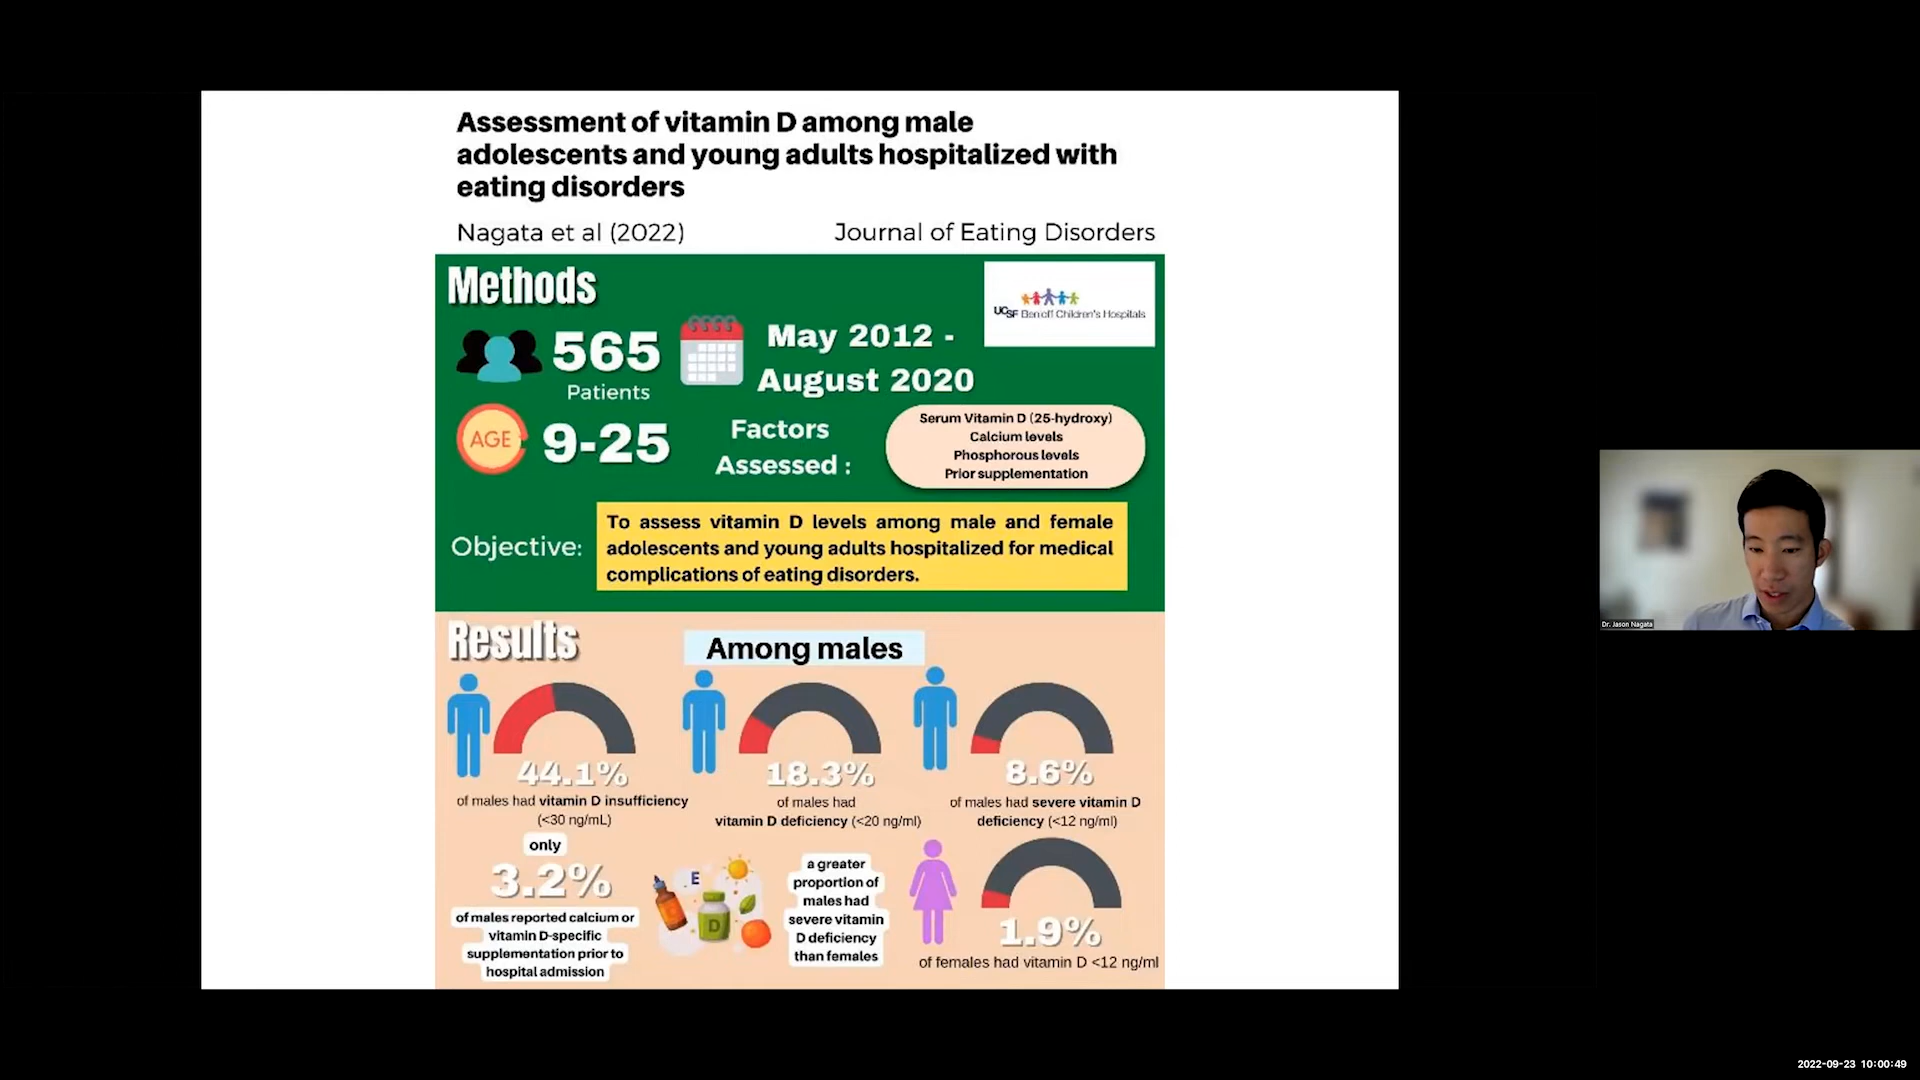 Assessment of vitamin D among male
adolescents and young adults hospitalized with
eating disorders
Nagata et al (2022)
Journal of Eating Disorders
Methods
UCSF Benioff Children's Hospitals
565
Patients
May 2012 -
August 2020
AGE
9-25
Factors
Assessed :
Serum Vitamin D (25-hydroxy)
Calcium levels
Phosphorous levels
Prior supplementation
Objective:
To assess vitamin D levels among male and female
adolescents and young adults hospitalized for medical
complications of eating disorders.
Results
Among males
44.1%
of males had vitamin D insufficiency
(<30 ng/mL)
18.3%
of males had
vitamin D deficiency (<20 ng/ml)
8.6%
of males had severe vitamin D
deficiency (<12 ng/ml)
only
3.2%
of males reported calcium or
vitamin D-specific
supplementation prior to
hospital admission
E
C
D
a greater
proportion of
males had
severe vitamin
D deficiency
than females
1.9%
of females had vitamin D <12 ng/ml
Dr. Jason Nagata
2022-09-23 10:00:49